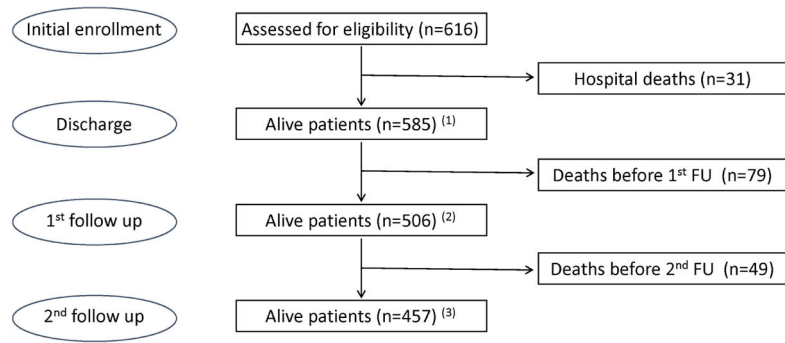 Initial enrollment
Assessed for eligibility (n=616)
Hospital deaths (n=31)
Discharge
Alive patients (n=585) (1)
Deaths before 1st FU (n=79)
1st follow up
Alive patients (n=506) (2)
Deaths before 2nd FU (n=49)
2nd follow up
Alive patients (n=457) (3)